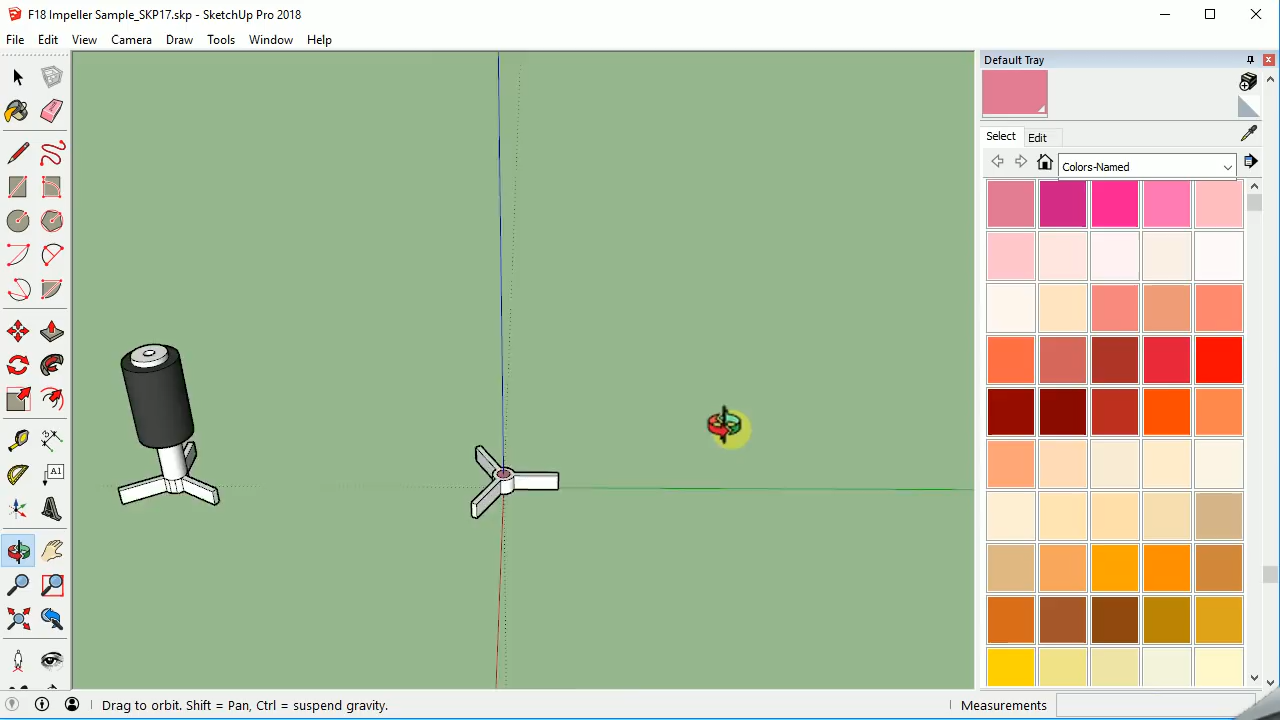 F18 Impeller Sample_SKP17.skp - SketchUp Pro 2018
File Edit View Camera Draw Tools Window Help
Default Tray
Select Edit
Colors-Named
A1
Drag to orbit. Shift = Pan, Ctrl = suspend gravity.
Measurements